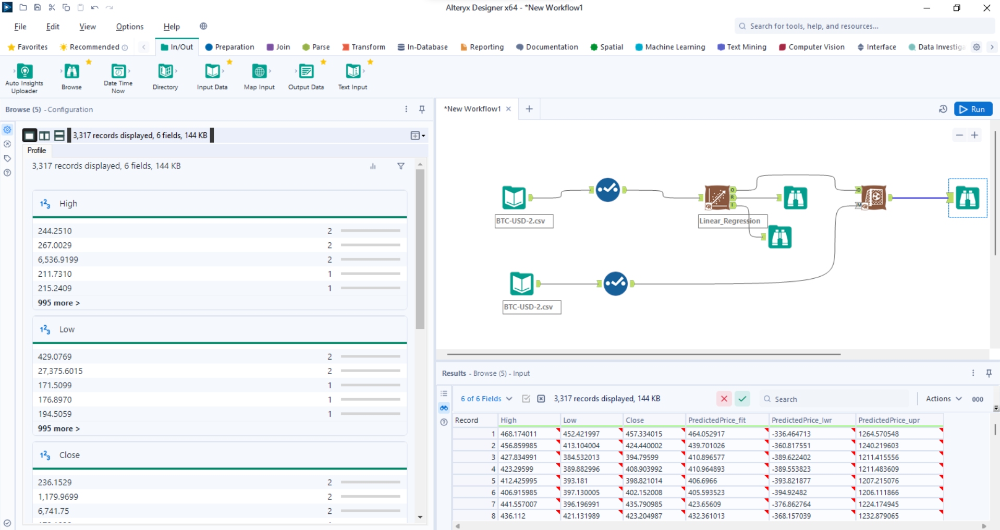 Alteryx Designer x64 - *New Workflow1
File Edit View Options Help
Search for tools, help, and resources...
Favorites Recommended In/Out Preparation Join Parse Transform In-Database Reporting Documentation Spatial Machine Learning Text Mining Computer Vision Interface Data Investiga
Auto Insights Uploader
Browse
Date Time Now
Directory
Input Data
Map Input
Output Data
Text Input
Browse (5) - Configuration
3,317 records displayed, 6 fields, 144 KB
Profile
3,317 records displayed, 6 fields, 144 KB
123 High
244.2510 2
267.0029 2
6,536.9199 2
211.7310 1
215.2409 1
995 more >
123 Low
429.0769 2
27,375.6015 2
171.5099 1
176.8970 1
194.5059 1
995 more >
123 Close
236.1529 2
1,179.9699 2
6,741.75 2
*New Workflow1
Run
BTC-USD-2.csv
O
R
I
Linear_Regression
D
M
R
BTC-USD-2.csv
Results - Browse (5) - Input
6 of 6 Fields 3,317 records displayed, 144 KB Search Actions 000
Record High Low Close PredictedPrice_fit PredictedPrice_lwr PredictedPrice_upr
1 468.174011 452.421997 457.334015 464.052917 -336.464713 1264.570548
2 456.859985 413.104004 424.440002 439.701026 -360.817551 1240.219603
3 427.834991 384.532013 394.79599 410.896577 -389.622402 1211.415556
4 423.29599 389.882996 408.903992 410.964893 -389.553823 1211.483609
5 412.425995 393.181 398.821014 406.6966 -393.821877 1207.215076
6 406.915985 397.130005 402.152008 405.593523 -394.92482 1206.111866
7 441.557007 396.196991 435.790985 423.65609 -376.862764 1224.174945
8 436.112 421.131989 423.204987 432.361013 -368.157039 1232.879065